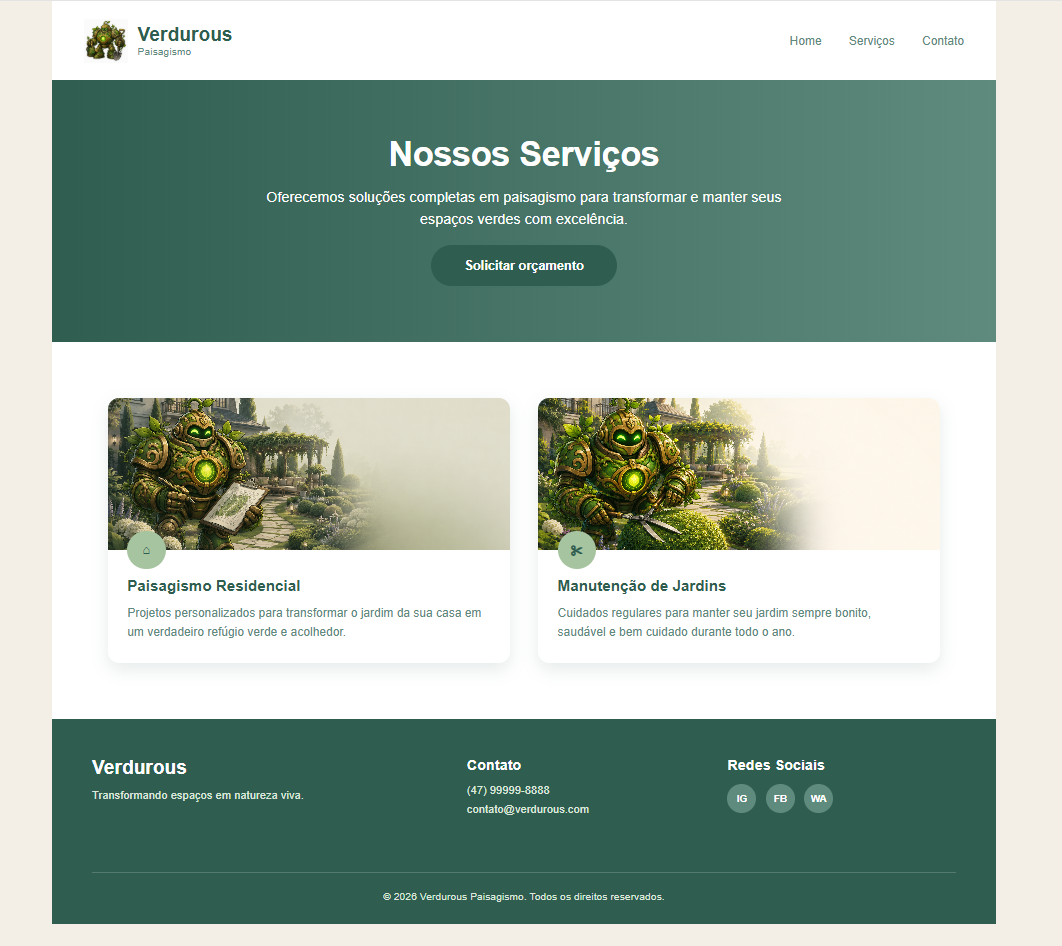 Verdurous
Paisagismo
Home
Serviços
Contato
Nossos Serviços
Oferecemos soluções completas em paisagismo para transformar e manter seus
espaços verdes com excelência.
Solicitar orçamento
Paisagismo Residencial
Projetos personalizados para transformar o jardim da sua casa em
um verdadeiro refúgio verde e acolhedor.
Manutenção de Jardins
Cuidados regulares para manter seu jardim sempre bonito,
saudável e bem cuidado durante todo o ano.
Verdurous
Transformando espaços em natureza viva.
Contato
(47) 99999-8888
contato@verdurous.com
Redes Sociais
IG
FB
WA
© 2026 Verdurous Paisagismo. Todos os direitos reservados.